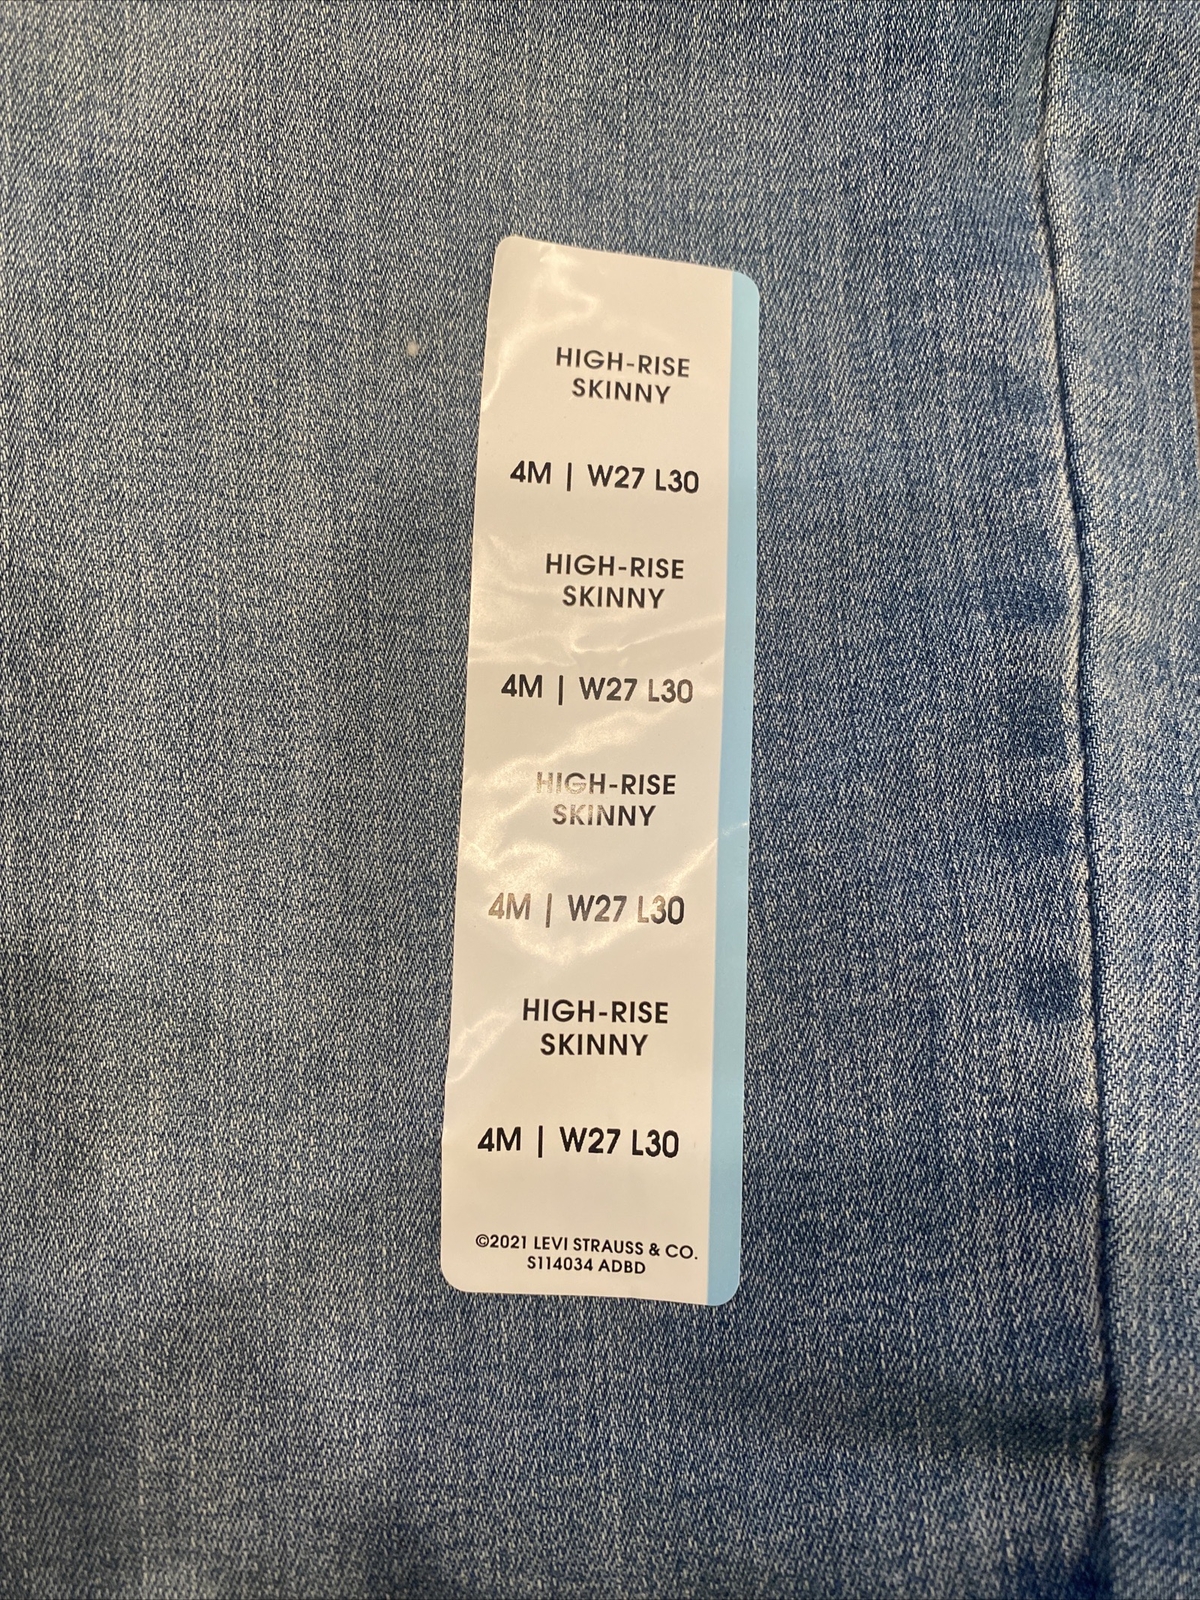 HIGH-RISE
SKINNY
4M | W27 L30
HIGH-RISE
SKINNY
4M | W27 L30
HIGH-RISE
SKINNY
4M | W27 L30
HIGH-RISE
SKINNY
4M | W27 L30
©2021 LEVI STRAUSS & CO.
S114034 ADBD